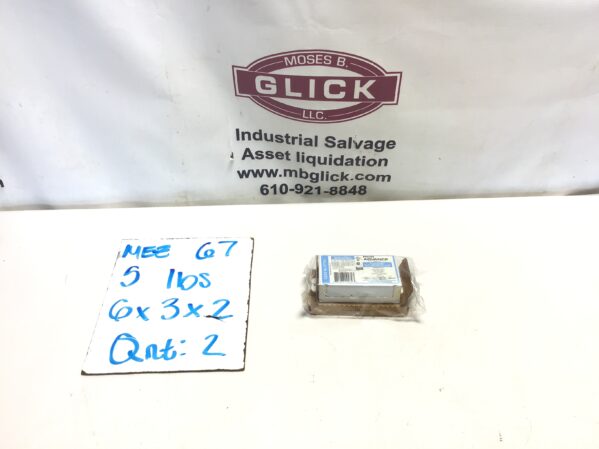 MOSES B.
GLICK
LLC.
Industrial Salvage
Asset liquidation
www.mbglick.com
610-921-8848
MEE 67
5 lbs
6x3x2
Qnt: 2
ADVANCE